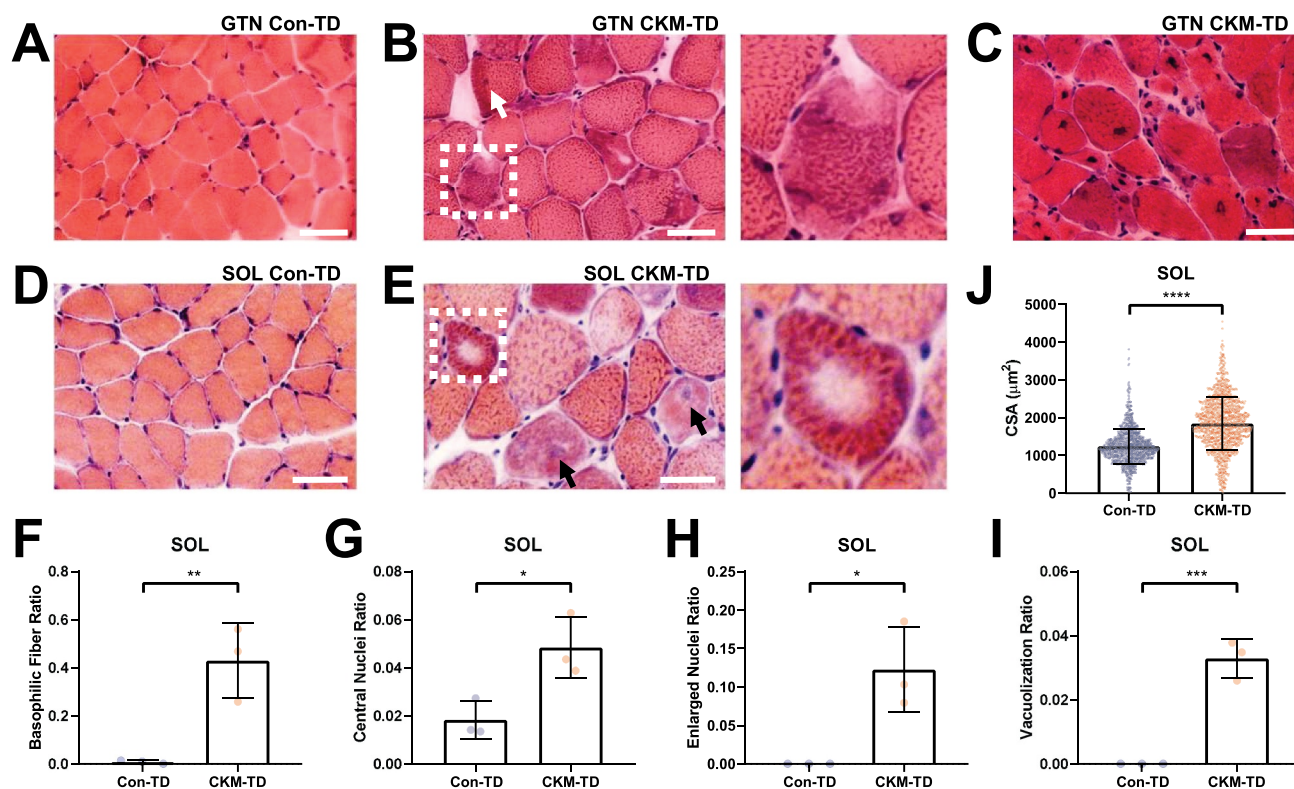 A
GTN Con-TD
B
GTN CKM-TD
C
GTN CKM-TD
D
SOL Con-TD
E
SOL CKM-TD
J
SOL
****
CSA (μm²)
5000
4000
3000
2000
1000
0
Con-TD
CKM-TD
F
SOL
**
Basophilic Fiber Ratio
0.8
0.6
0.4
0.2
0.0
Con-TD
CKM-TD
G
SOL
*
Central Nuclei Ratio
0.08
0.06
0.04
0.02
0.00
Con-TD
CKM-TD
H
SOL
*
Enlarged Nuclei Ratio
0.25
0.20
0.15
0.10
0.05
0.00
Con-TD
CKM-TD
I
SOL
***
Vacuolization Ratio
0.06
0.04
0.02
0.00
Con-TD
CKM-TD